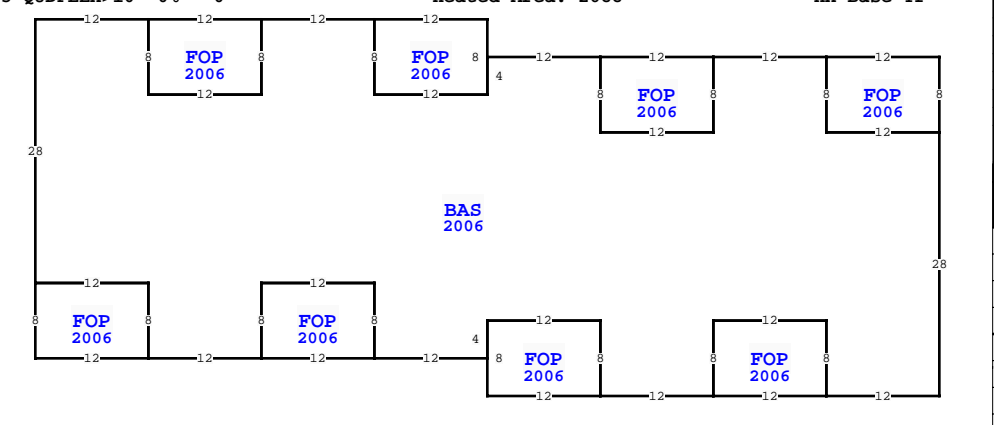 12 12 12 12
8 FOP 8 8 FOP 8 12 12 12 12
2006 2006 4
12 12 8 FOP 8 8 FOP 8
2006 2006
12 12
28
BAS
2006
28
12 12
8 FOP 8 8 FOP 8 12 12
2006 2006 4
12 12 12 12 8 FOP 8 8 FOP 8
2006 2006
12 12 12 12